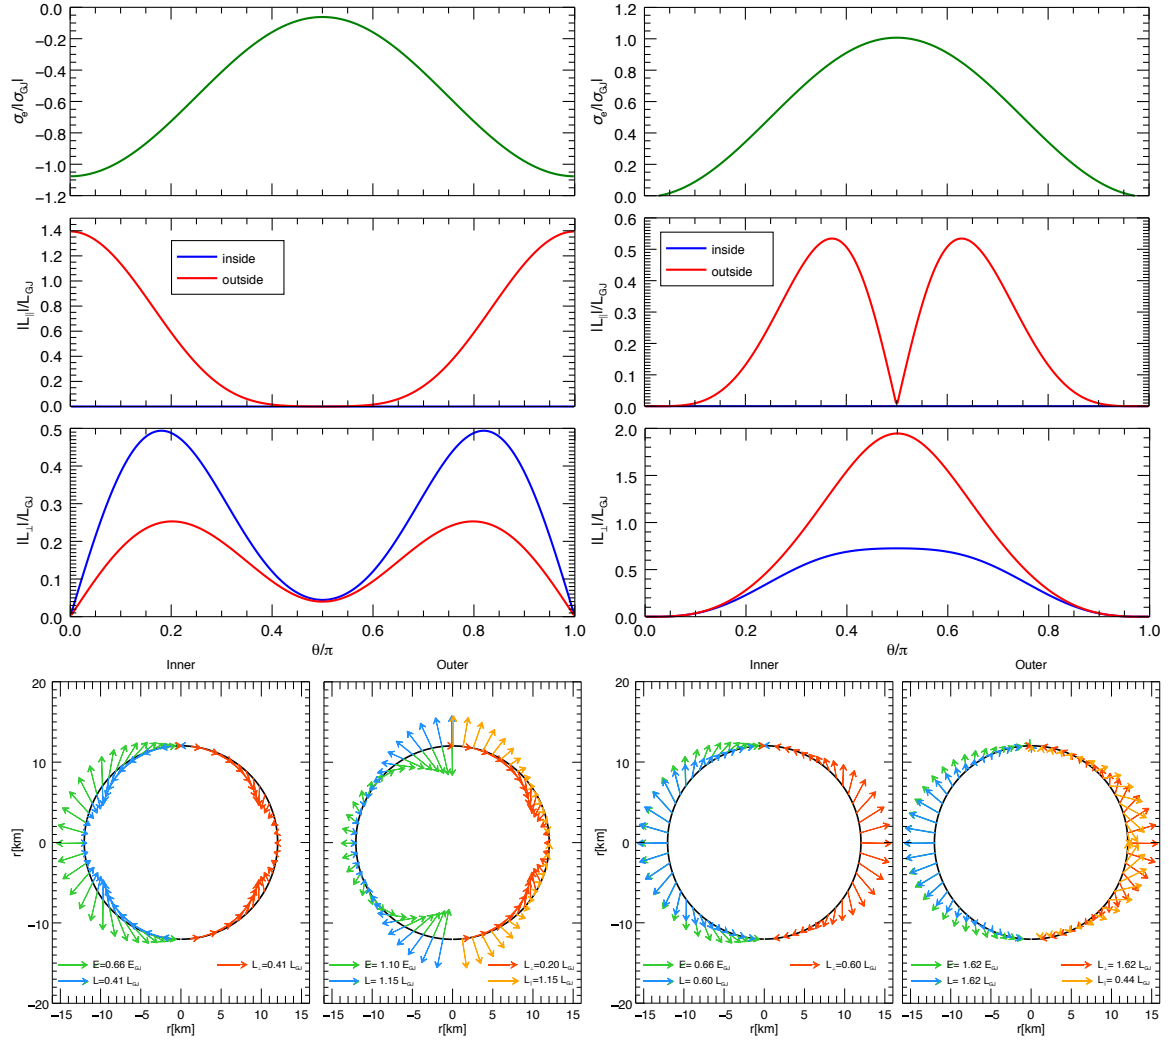 σe/|σGJ|
0.0
−0.2
−0.4
−0.6
−0.8
−1.0
−1.2
σe/|σGJ|
1.2
1.0
0.8
0.6
0.4
0.2
0.0
|L∥|/LGJ
1.4
1.2
1.0
0.8
0.6
0.4
0.2
0.0
inside
outside
|L∥|/LGJ
0.6
0.5
0.4
0.3
0.2
0.1
0.0
inside
outside
|L⊥|/LGJ
0.5
0.4
0.3
0.2
0.1
0.0
0.0 0.2 0.4 0.6 0.8 1.0
θ/π
|L⊥|/LGJ
2.0
1.5
1.0
0.5
0.0
0.0 0.2 0.4 0.6 0.8 1.0
θ/π
Inner
r[km]
20
10
0
−10
−20
E=0.66 EGJ
L=0.41 LGJ
L⊥=0.41 LGJ
−15 −10 −5 0 5 10 15
r[km]
Outer
E= 1.10 EGJ
L= 1.15 LGJ
L⊥=0.20 LGJ
L∥=1.15 LGJ
−15 −10 −5 0 5 10 15
r[km]
Inner
r[km]
20
10
0
−10
−20
E=0.66 EGJ
L= 0.60 LGJ
L⊥=0.60 LGJ
−15 −10 −5 0 5 10 15
r[km]
Outer
E= 1.62 EGJ
L= 1.62 LGJ
L⊥= 1.62 LGJ
L∥= 0.44 LGJ
−15 −10 −5 0 5 10 15
r[km]